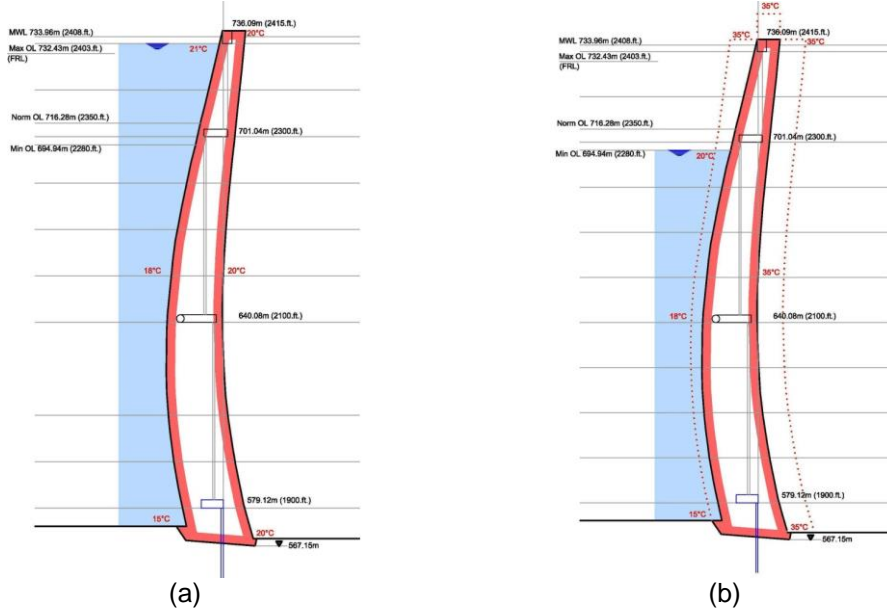 736.09m (2415.ft.)
MWL 733.96m (2408.ft.)
20°C
Max OL 732.43m (2403.ft.)
21°C
(FRL)
Norm OL 716.28m (2350.ft.)
701.04m (2300.ft.)
Min OL 694.94m (2280.ft.)
18°C
20°C
640.08m (2100.ft.)
579.12m (1900.ft.)
15°C
20°C
567.15m
(a)
35°C
35°C
736.09m (2415.ft.)
MWL 733.96m (2408.ft.)
35°C
Max OL 732.43m (2403.ft.)
(FRL)
Norm OL 716.28m (2350.ft.)
701.04m (2300.ft.)
Min OL 694.94m (2280.ft.)
20°C
35°C
18°C
640.08m (2100.ft.)
579.12m (1900.ft.)
15°C
35°C
567.15m
(b)